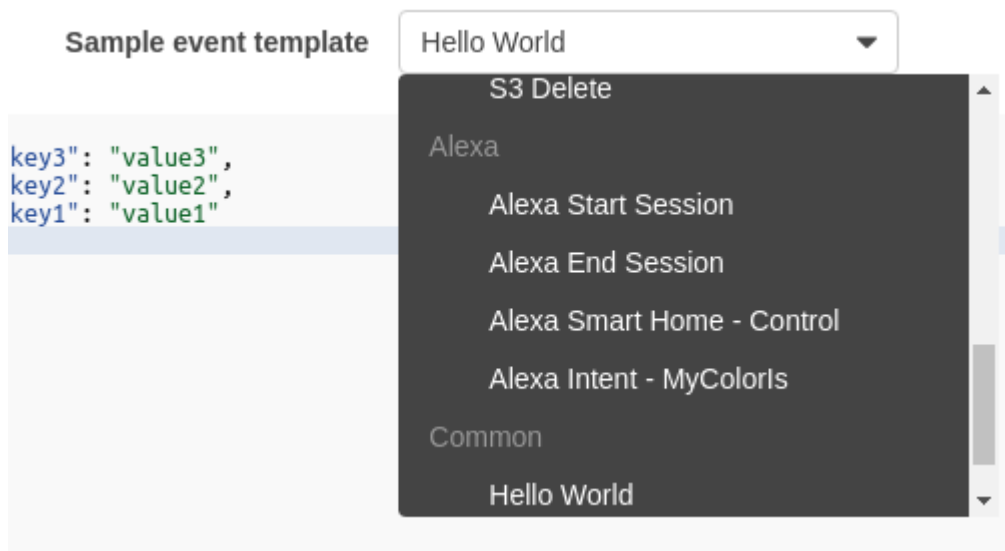 Sample event template Hello World
S3 Delete
Alexa
key3": "value3",
key2": "value2",
key1": "value1"
Alexa Start Session
Alexa End Session
Alexa Smart Home - Control
Alexa Intent - MyColorIs
Common
Hello World